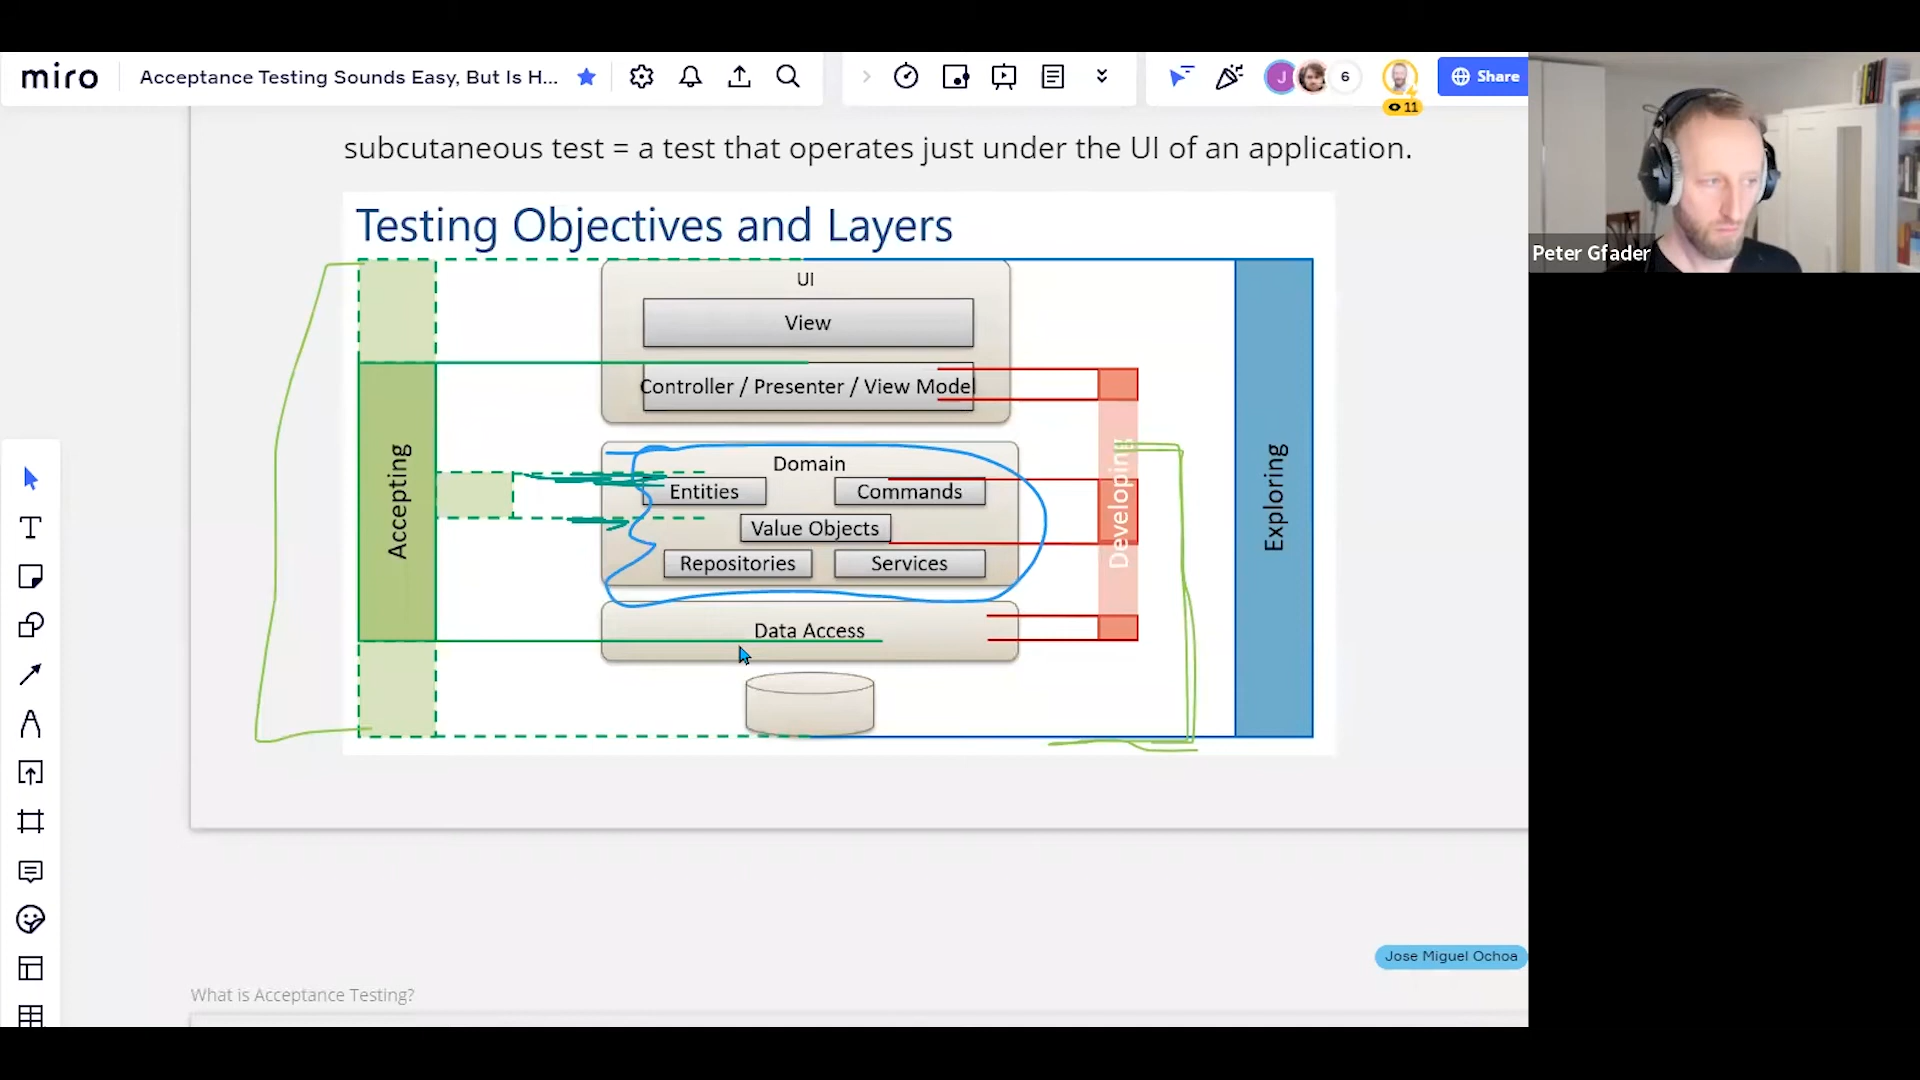 miro
Acceptance Testing Sounds Easy, But Is H...
J
6
11
Share
subcutaneous test = a test that operates just under the UI of an application.
Testing Objectives and Layers
UI
View
Controller / Presenter / View Model
Domain
Entities
Commands
Value Objects
Repositories
Services
Data Access
Accepting
Developing
Exploring
Peter Gfader
Jose Miguel Ochoa
What is Acceptance Testing?